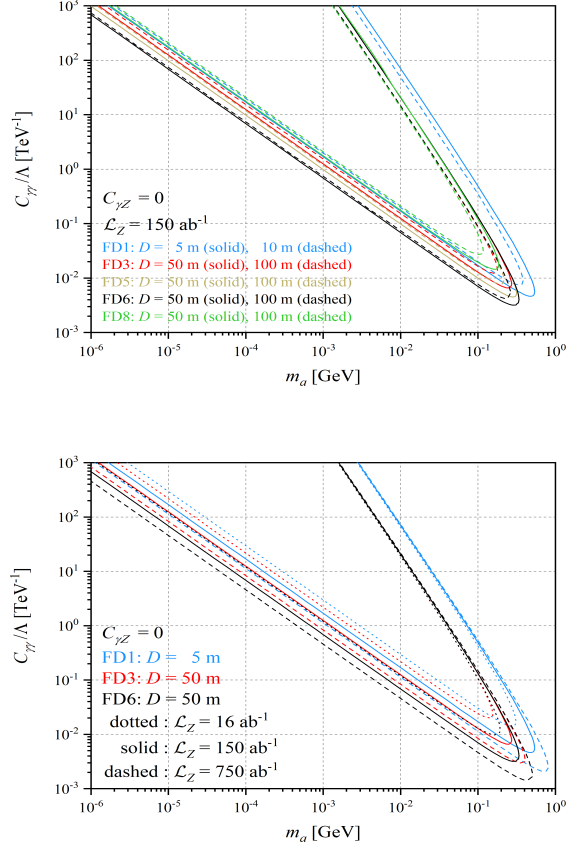 10³
10²
10¹
10⁰
10⁻¹
10⁻²
10⁻³
C_γγ/Λ [TeV⁻¹]
C_γZ = 0
ℒ_Z = 150 ab⁻¹
FD1: D = 5 m (solid), 10 m (dashed)
FD3: D = 50 m (solid), 100 m (dashed)
FD5: D = 50 m (solid), 100 m (dashed)
FD6: D = 50 m (solid), 100 m (dashed)
FD8: D = 50 m (solid), 100 m (dashed)
10⁻⁶ 10⁻⁵ 10⁻⁴ 10⁻³ 10⁻² 10⁻¹ 10⁰
m_a [GeV]
10³
10²
10¹
10⁰
10⁻¹
10⁻²
10⁻³
C_γγ/Λ [TeV⁻¹]
C_γZ = 0
FD1: D = 5 m
FD3: D = 50 m
FD6: D = 50 m
dotted : ℒ_Z = 16 ab⁻¹
solid : ℒ_Z = 150 ab⁻¹
dashed : ℒ_Z = 750 ab⁻¹
10⁻⁶ 10⁻⁵ 10⁻⁴ 10⁻³ 10⁻² 10⁻¹ 10⁰
m_a [GeV]